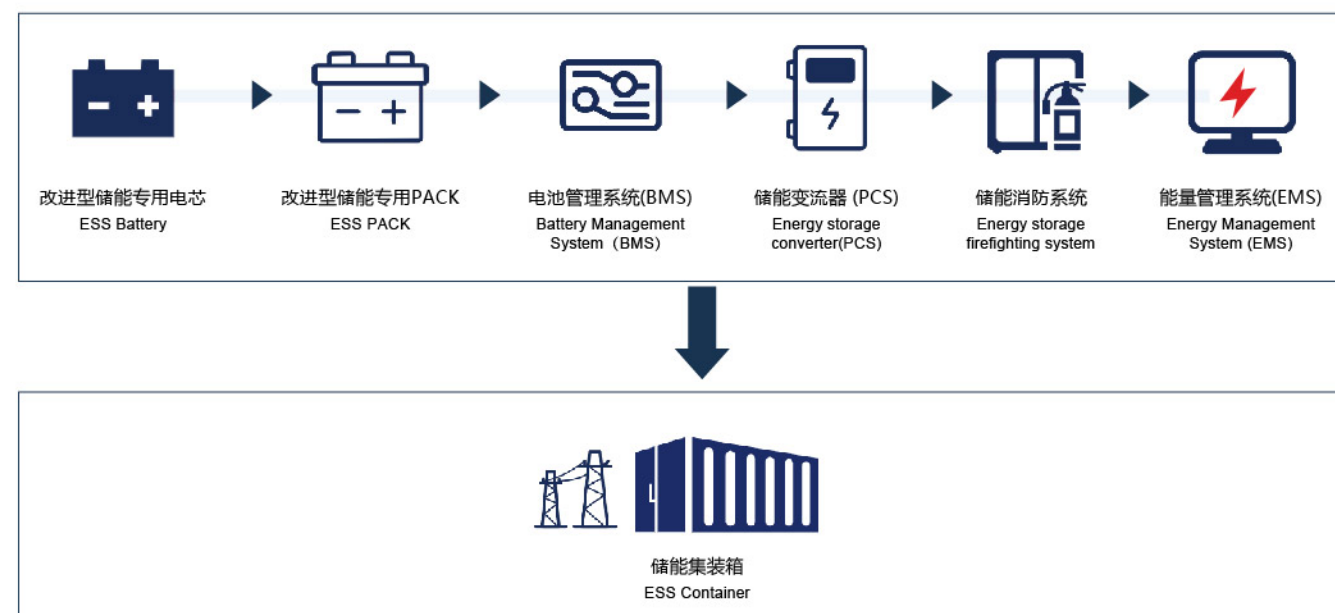 改进型储能专用电芯
ESS Battery
改进型储能专用PACK
ESS PACK
电池管理系统(BMS)
Battery Management
System（BMS）
储能变流器 (PCS)
Energy storage
converter(PCS)
储能消防系统
Energy storage
firefighting system
能量管理系统(EMS)
Energy Management
System (EMS)
储能集装箱
ESS Container